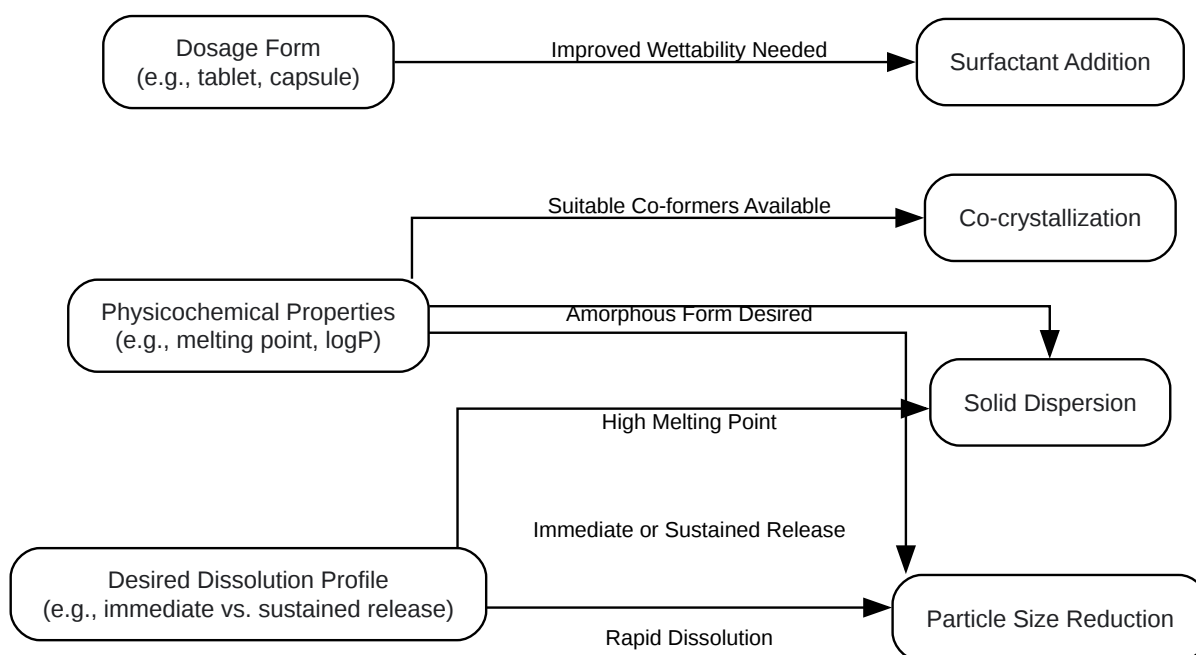 Dosage Form
(e.g., tablet, capsule)
Improved Wettability Needed
Surfactant Addition
Suitable Co-formers Available
Co-crystallization
Physicochemical Properties
(e.g., melting point, logP)
Amorphous Form Desired
Solid Dispersion
High Melting Point
Immediate or Sustained Release
Desired Dissolution Profile
(e.g., immediate vs. sustained release)
Rapid Dissolution
Particle Size Reduction